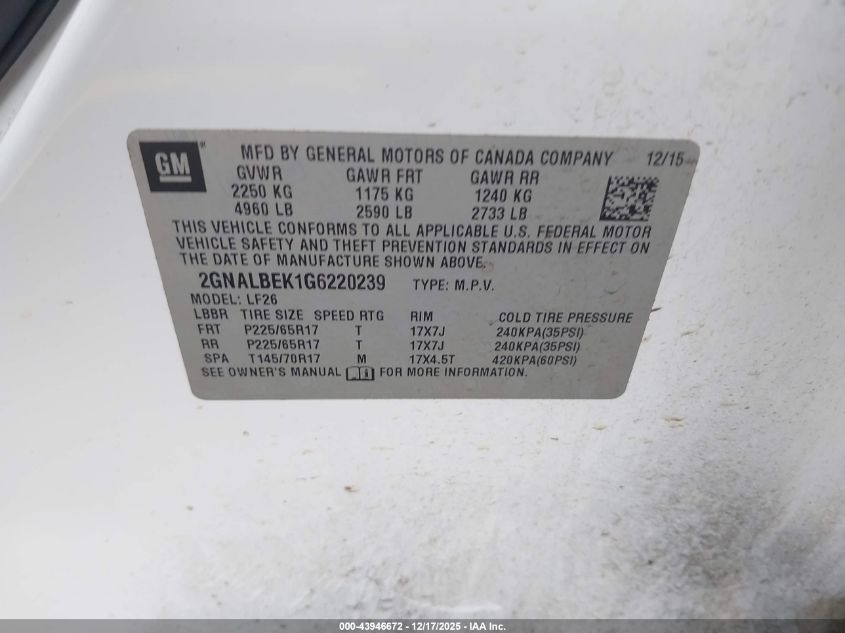 GM
MFD BY GENERAL MOTORS OF CANADA COMPANY 12/15
GVWR GAWR FRT GAWR RR
2250 KG 1175 KG 1240 KG
4960 LB 2590 LB 2733 LB
THIS VEHICLE CONFORMS TO ALL APPLICABLE U.S. FEDERAL MOTOR
VEHICLE SAFETY AND THEFT PREVENTION STANDARDS IN EFFECT ON
THE DATE OF MANUFACTURE SHOWN ABOVE.
2GNALBEK1G6220239 TYPE: M.P.V.
MODEL: LF26
LBBR TIRE SIZE SPEED RTG RIM COLD TIRE PRESSURE
FRT P225/65R17 T 17X7J 240KPA(35PSI)
RR P225/65R17 T 17X7J 240KPA(35PSI)
SPA T145/70R17 M 17X4.5T 420KPA(60PSI)
SEE OWNER'S MANUAL FOR MORE INFORMATION.
000-43946672 - 12/17/2025 - IAA Inc.